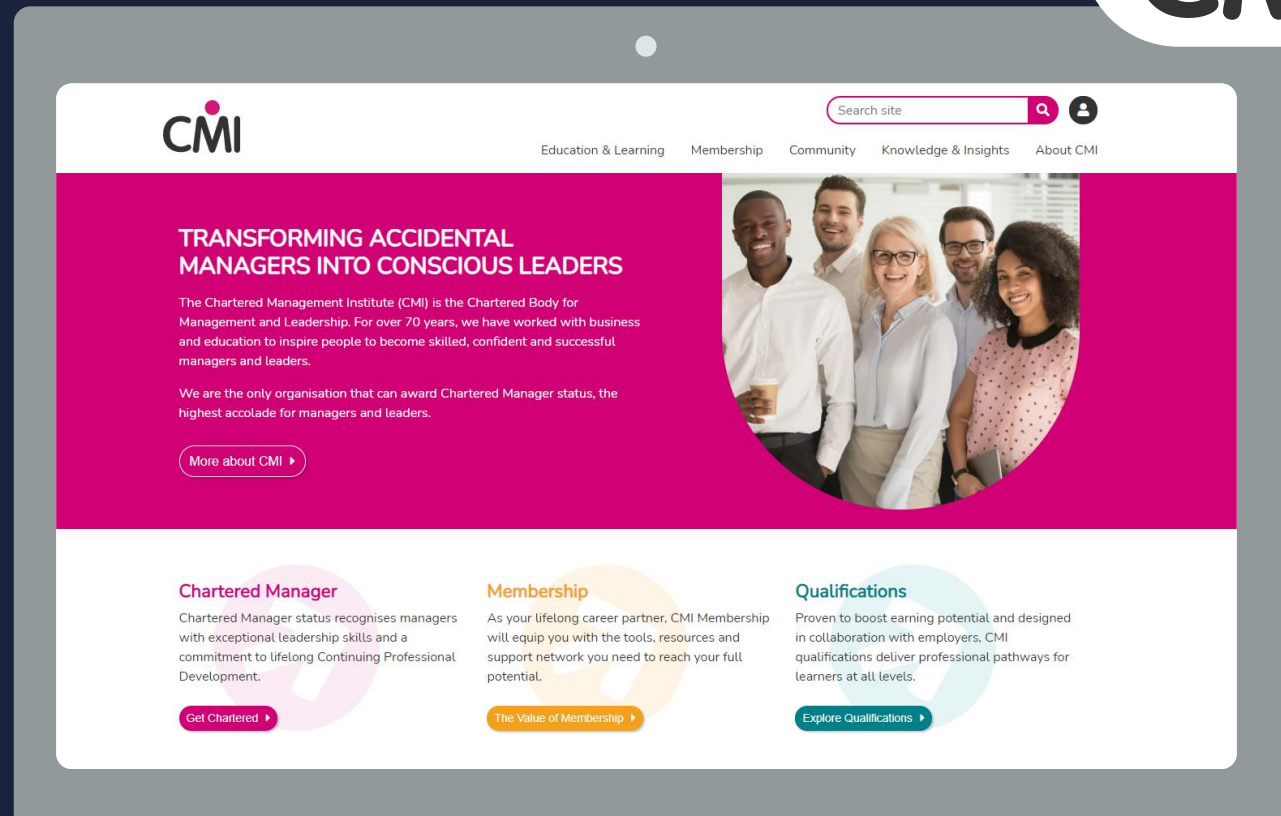 CMI
Search site
Education & Learning Membership Community Knowledge & Insights About CMI
TRANSFORMING ACCIDENTAL
MANAGERS INTO CONSCIOUS LEADERS
The Chartered Management Institute (CMI) is the Chartered Body for
Management and Leadership. For over 70 years, we have worked with business
and education to inspire people to become skilled, confident and successful
managers and leaders.
We are the only organisation that can award Chartered Manager status, the
highest accolade for managers and leaders.
More about CMI
Chartered Manager
Chartered Manager status recognises managers
with exceptional leadership skills and a
commitment to lifelong Continuing Professional
Development.
Get Chartered
Membership
As your lifelong career partner, CMI Membership
will equip you with the tools, resources and
support network you need to reach your full
potential.
The Value of Membership
Qualifications
Proven to boost earning potential and designed
in collaboration with employers, CMI
qualifications deliver professional pathways for
learners at all levels.
Explore Qualifications